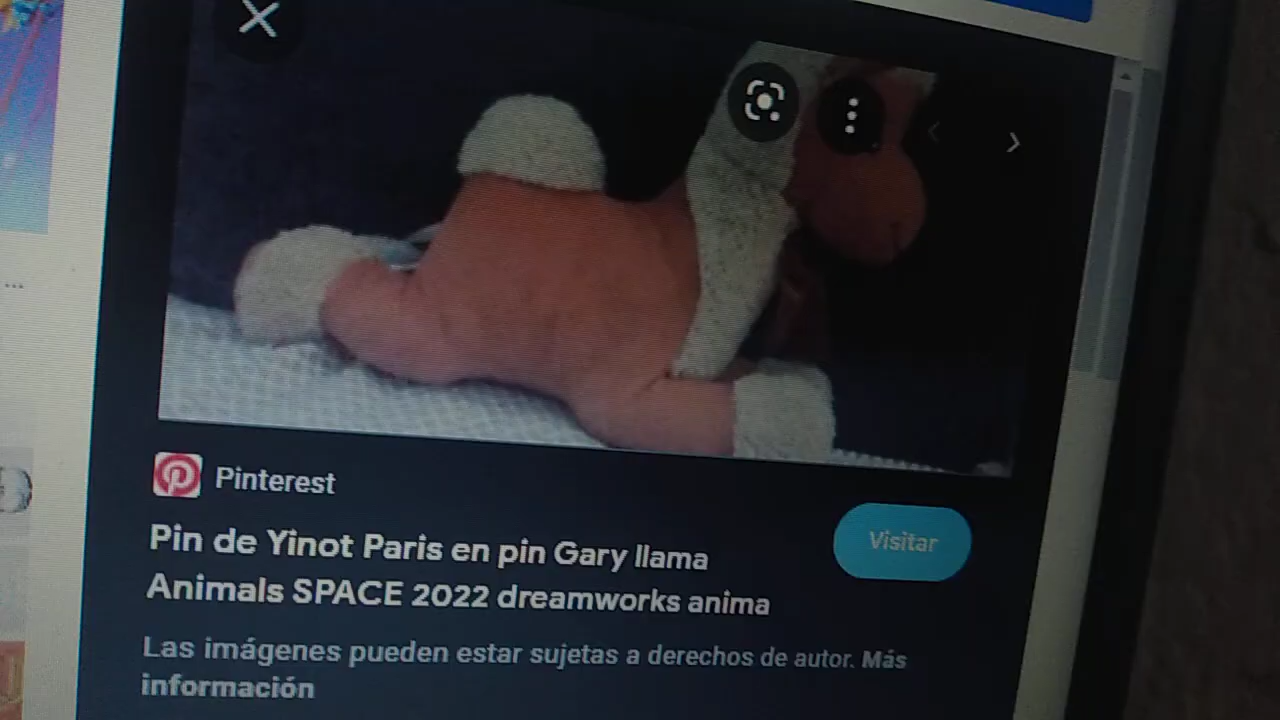 Pinterest
Pin de Yinot Paris en pin Gary llama
Animals SPACE 2022 dreamworks anima
Visitar
Las imágenes pueden estar sujetas a derechos de autor. Más
información